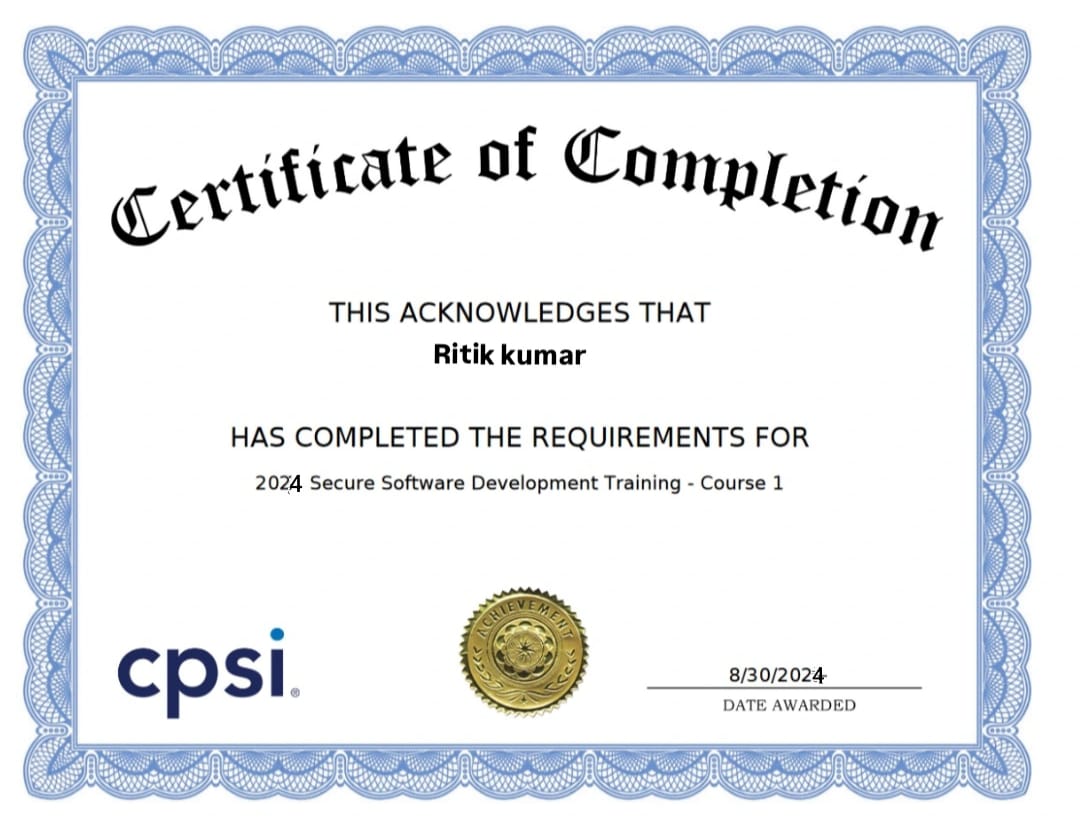 Certificate of Completion
THIS ACKNOWLEDGES THAT
Ritik kumar
HAS COMPLETED THE REQUIREMENTS FOR
2024 Secure Software Development Training - Course 1
ACHIEVEMENT
cpsi®
8/30/2024
DATE AWARDED